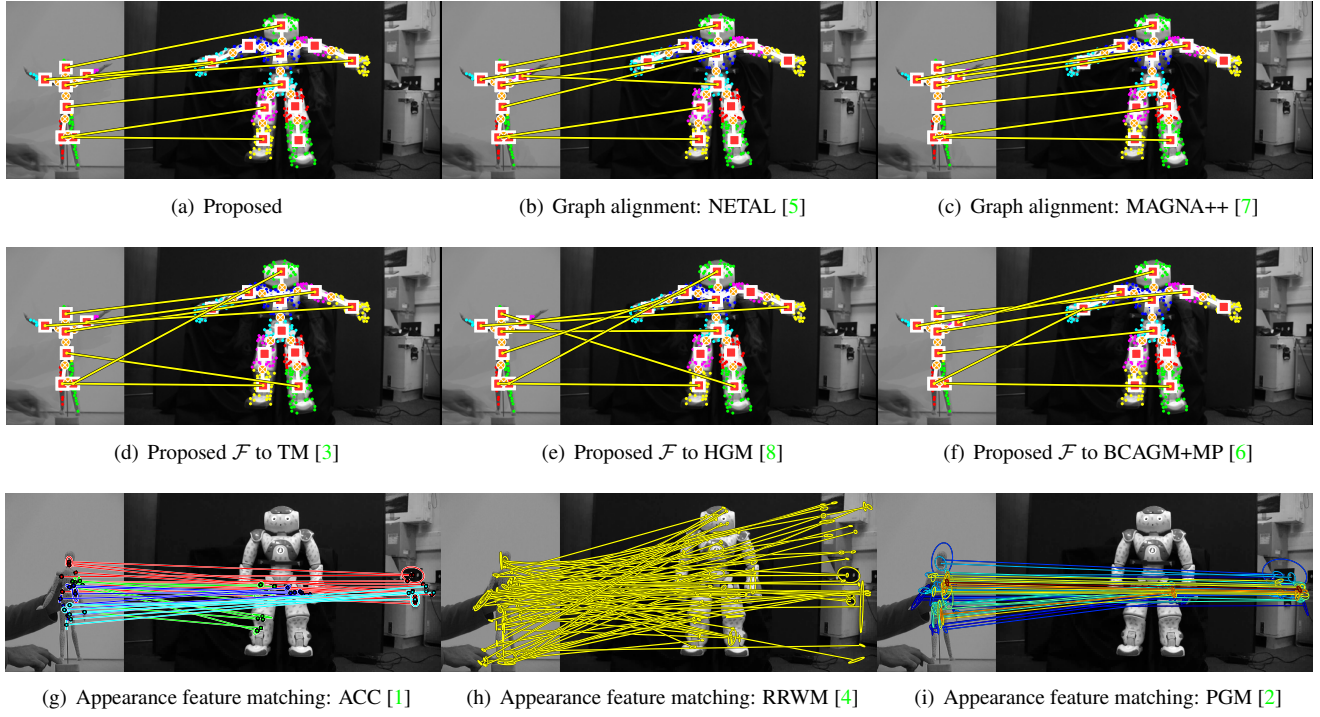 (a) Proposed
(b) Graph alignment: NETAL [5]
(c) Graph alignment: MAGNA++ [7]
(d) Proposed ℱ to TM [3]
(e) Proposed ℱ to HGM [8]
(f) Proposed ℱ to BCAGM+MP [6]
(g) Appearance feature matching: ACC [1]
(h) Appearance feature matching: RRWM [4]
(i) Appearance feature matching: PGM [2]